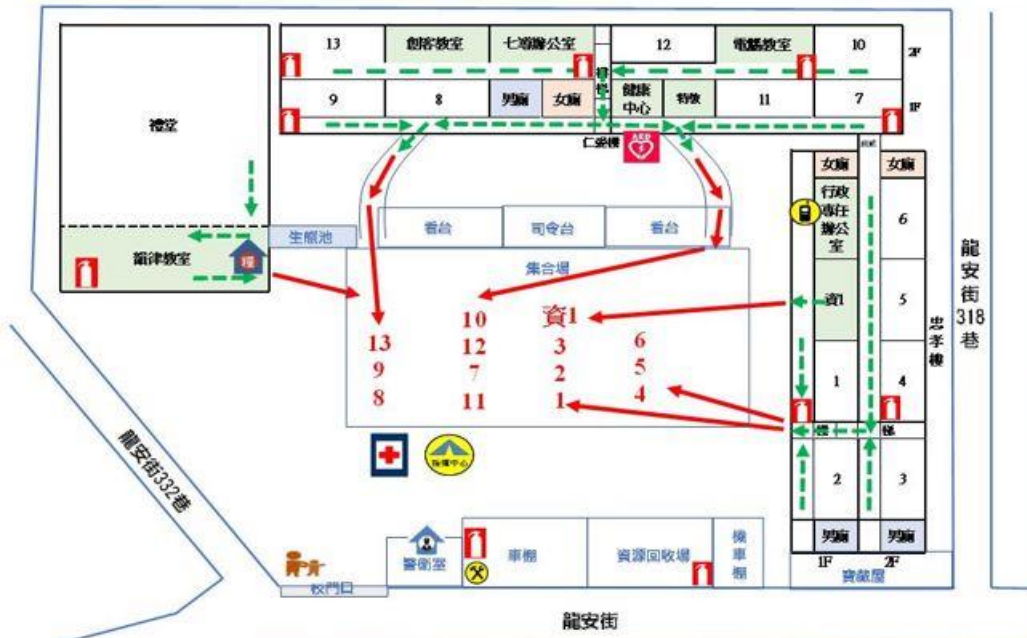 13 創客教室 七導辦公室 12 電腦教室 10 2F
樓
梯
9 8 男廁 女廁 健康中心 特教 11 7 1F
仁愛樓
AED
禮堂
韻律教室
糧
生態池
看台 司令台 看台
集合場
10 資1
13 12 3 6
9 7 2 5
8 11 1 4
女廁 女廁
行政專任辦公室
6
資1
5
1
4
樓 梯
2 3
男廁 男廁
1F 2F
忠孝樓
龍安街318巷
龍安街332巷
指揮中心
警衛室
車棚
資源回收場
機車棚
校門口
龍安街